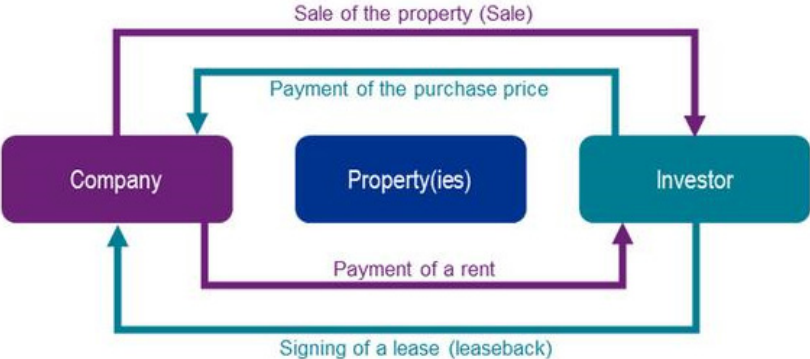 Sale of the property (Sale)
Payment of the purchase price
Company
Property(ies)
Investor
Payment of a rent
Signing of a lease (leaseback)